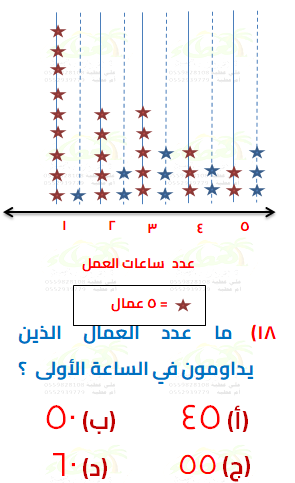 ١ ٢ ٣ ٤ ٥
عدد ساعات العمل
= ٥ عمال
١٨) ما عدد العمال الذين
يداومون في الساعة الأولى ؟
(أ) ٤٥ (ب) ٥٠
(ج) ٥٥ (د) ٦٠